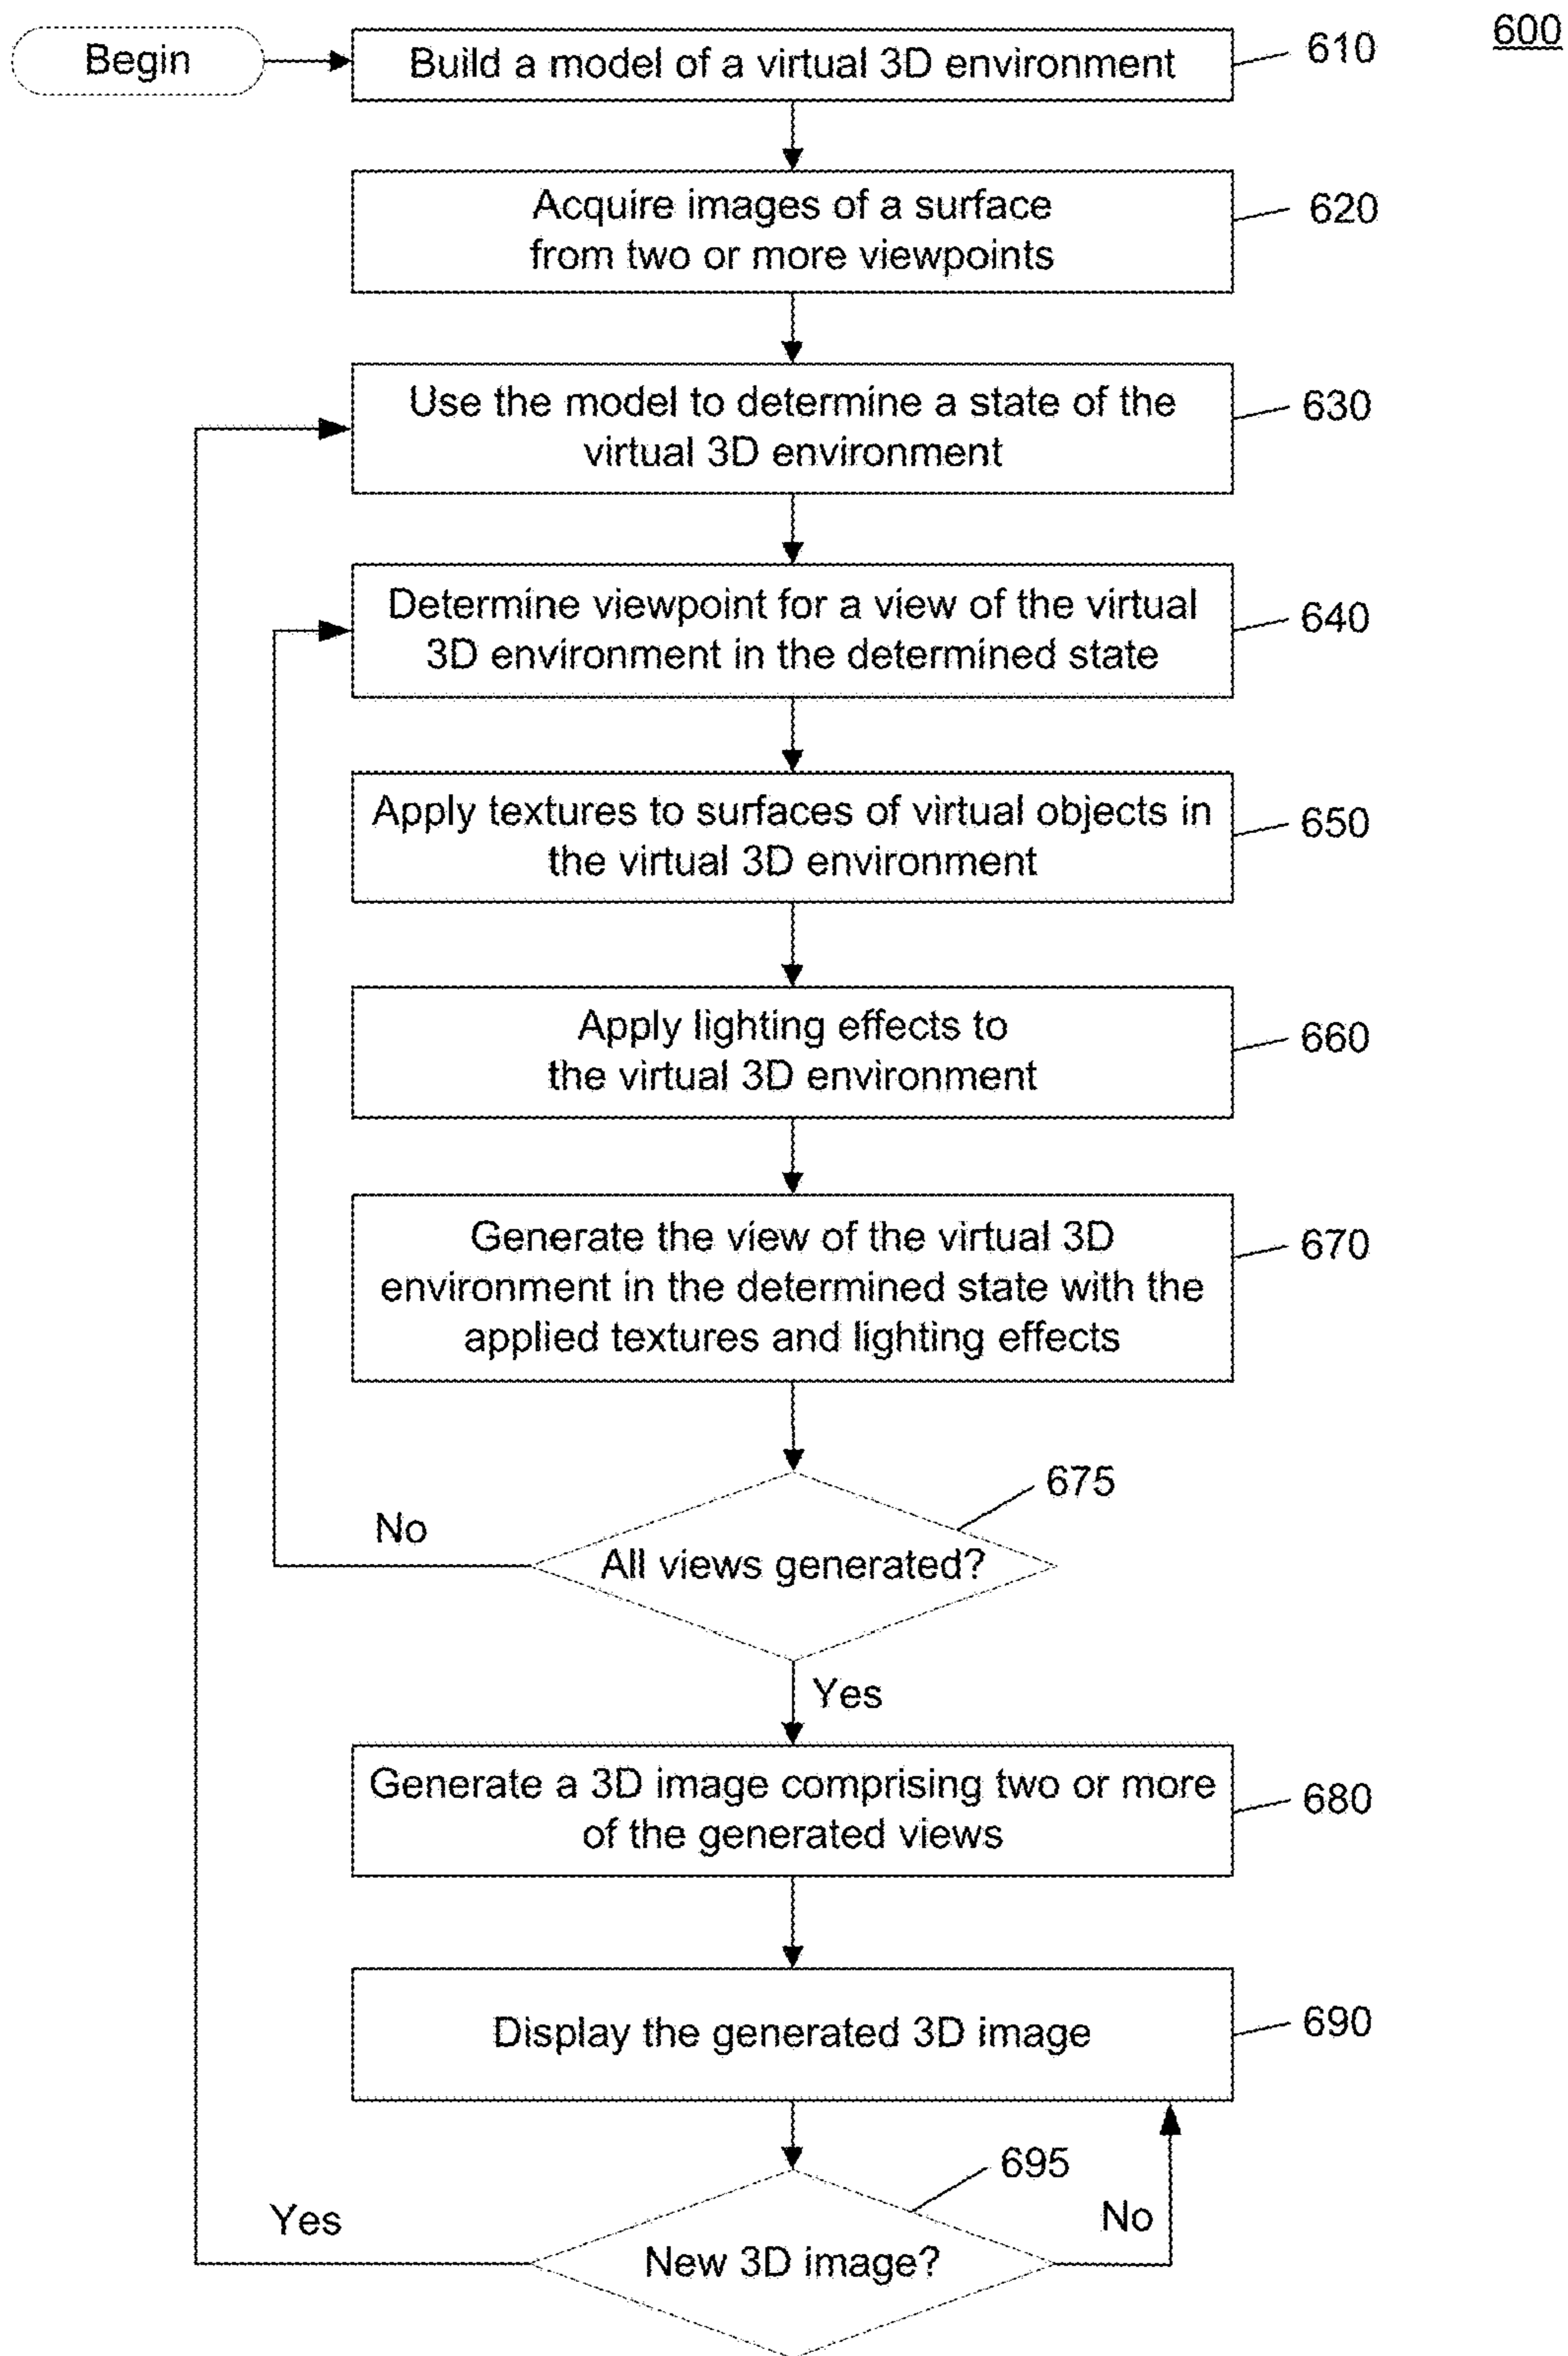 600
Begin
Build a model of a virtual 3D environment
610
Acquire images of a surface
from two or more viewpoints
620
Use the model to determine a state of the
virtual 3D environment
630
Determine viewpoint for a view of the virtual
3D environment in the determined state
640
Apply textures to surfaces of virtual objects in
the virtual 3D environment
650
Apply lighting effects to
the virtual 3D environment
660
Generate the view of the virtual 3D
environment in the determined state with the
applied textures and lighting effects
670
675
No
All views generated?
Yes
Generate a 3D image comprising two or more
of the generated views
680
Display the generated 3D image
690
695
Yes
No
New 3D image?